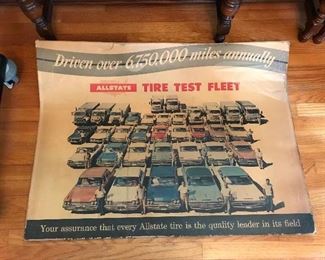 Driven over 6,750,000 miles annually
ALLSTATE TIRE TEST FLEET
Your assurance that every Allstate tire is the quality leader in its field